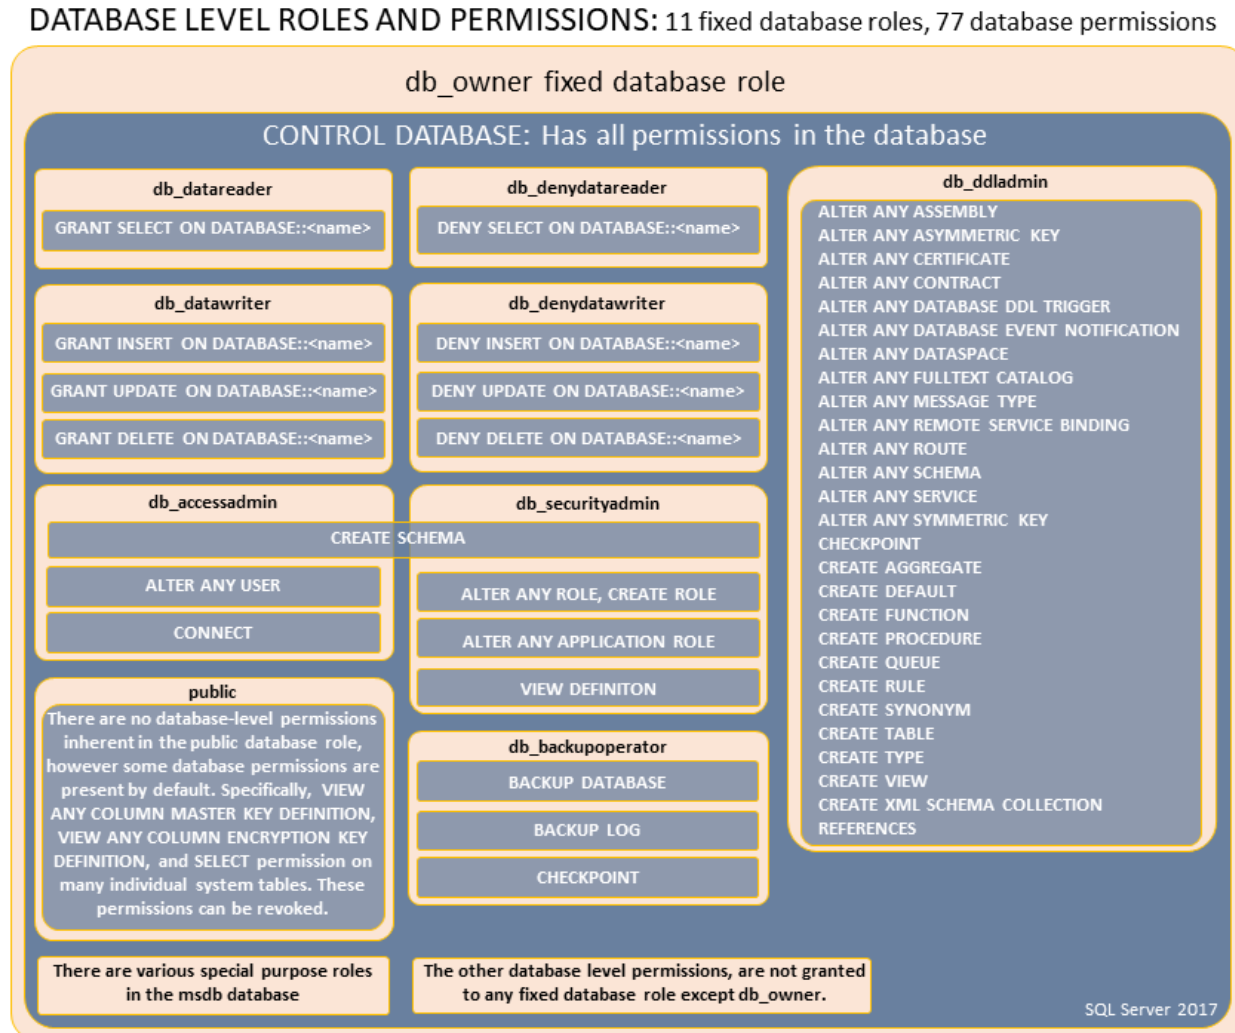 DATABASE LEVEL ROLES AND PERMISSIONS: 11 fixed database roles, 77 database permissions
db_owner fixed database role
CONTROL DATABASE: Has all permissions in the database
db_datareader
GRANT SELECT ON DATABASE::<name>
db_denydatareader
DENY SELECT ON DATABASE::<name>
db_ddladmin
ALTER ANY ASSEMBLY
ALTER ANY ASYMMETRIC KEY
ALTER ANY CERTIFICATE
ALTER ANY CONTRACT
ALTER ANY DATABASE DDL TRIGGER
ALTER ANY DATABASE EVENT NOTIFICATION
ALTER ANY DATASPACE
ALTER ANY FULLTEXT CATALOG
ALTER ANY MESSAGE TYPE
ALTER ANY REMOTE SERVICE BINDING
ALTER ANY ROUTE
ALTER ANY SCHEMA
ALTER ANY SERVICE
ALTER ANY SYMMETRIC KEY
CHECKPOINT
CREATE AGGREGATE
CREATE DEFAULT
CREATE FUNCTION
CREATE PROCEDURE
CREATE QUEUE
CREATE RULE
CREATE SYNONYM
CREATE TABLE
CREATE TYPE
CREATE VIEW
CREATE XML SCHEMA COLLECTION
REFERENCES
db_datawriter
GRANT INSERT ON DATABASE::<name>
GRANT UPDATE ON DATABASE::<name>
GRANT DELETE ON DATABASE::<name>
db_denydatawriter
DENY INSERT ON DATABASE::<name>
DENY UPDATE ON DATABASE::<name>
DENY DELETE ON DATABASE::<name>
db_accessadmin
db_securityadmin
CREATE SCHEMA
ALTER ANY USER
CONNECT
ALTER ANY ROLE, CREATE ROLE
ALTER ANY APPLICATION ROLE
VIEW DEFINITON
public
There are no database-level permissions
inherent in the public database role,
however some database permissions are
present by default. Specifically, VIEW
ANY COLUMN MASTER KEY DEFINITION,
VIEW ANY COLUMN ENCRYPTION KEY
DEFINITION, and SELECT permission on
many individual system tables. These
permissions can be revoked.
db_backupoperator
BACKUP DATABASE
BACKUP LOG
CHECKPOINT
There are various special purpose roles
in the msdb database
The other database level permissions, are not granted
to any fixed database role except db_owner.
SQL Server 2017